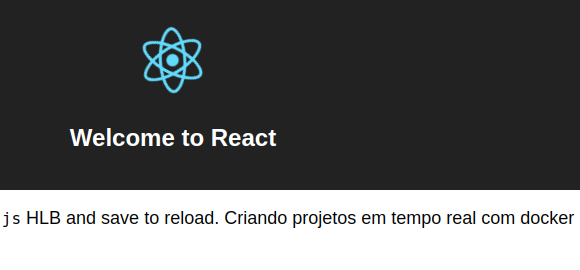 Welcome to React
js HLB and save to reload. Criando projetos em tempo real com docker